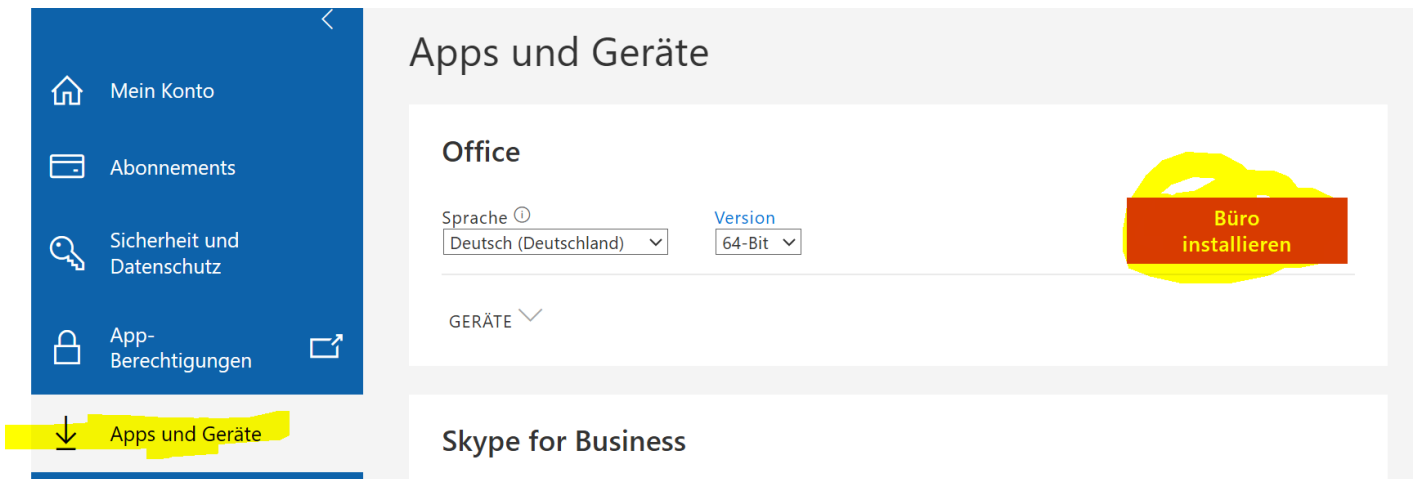 Mein Konto
Abonnements
Sicherheit und
Datenschutz
App-
Berechtigungen
Apps und Geräte
Apps und Geräte
Office
Sprache
Version
Deutsch (Deutschland)
64-Bit
Büro
installieren
GERÄTE
Skype for Business